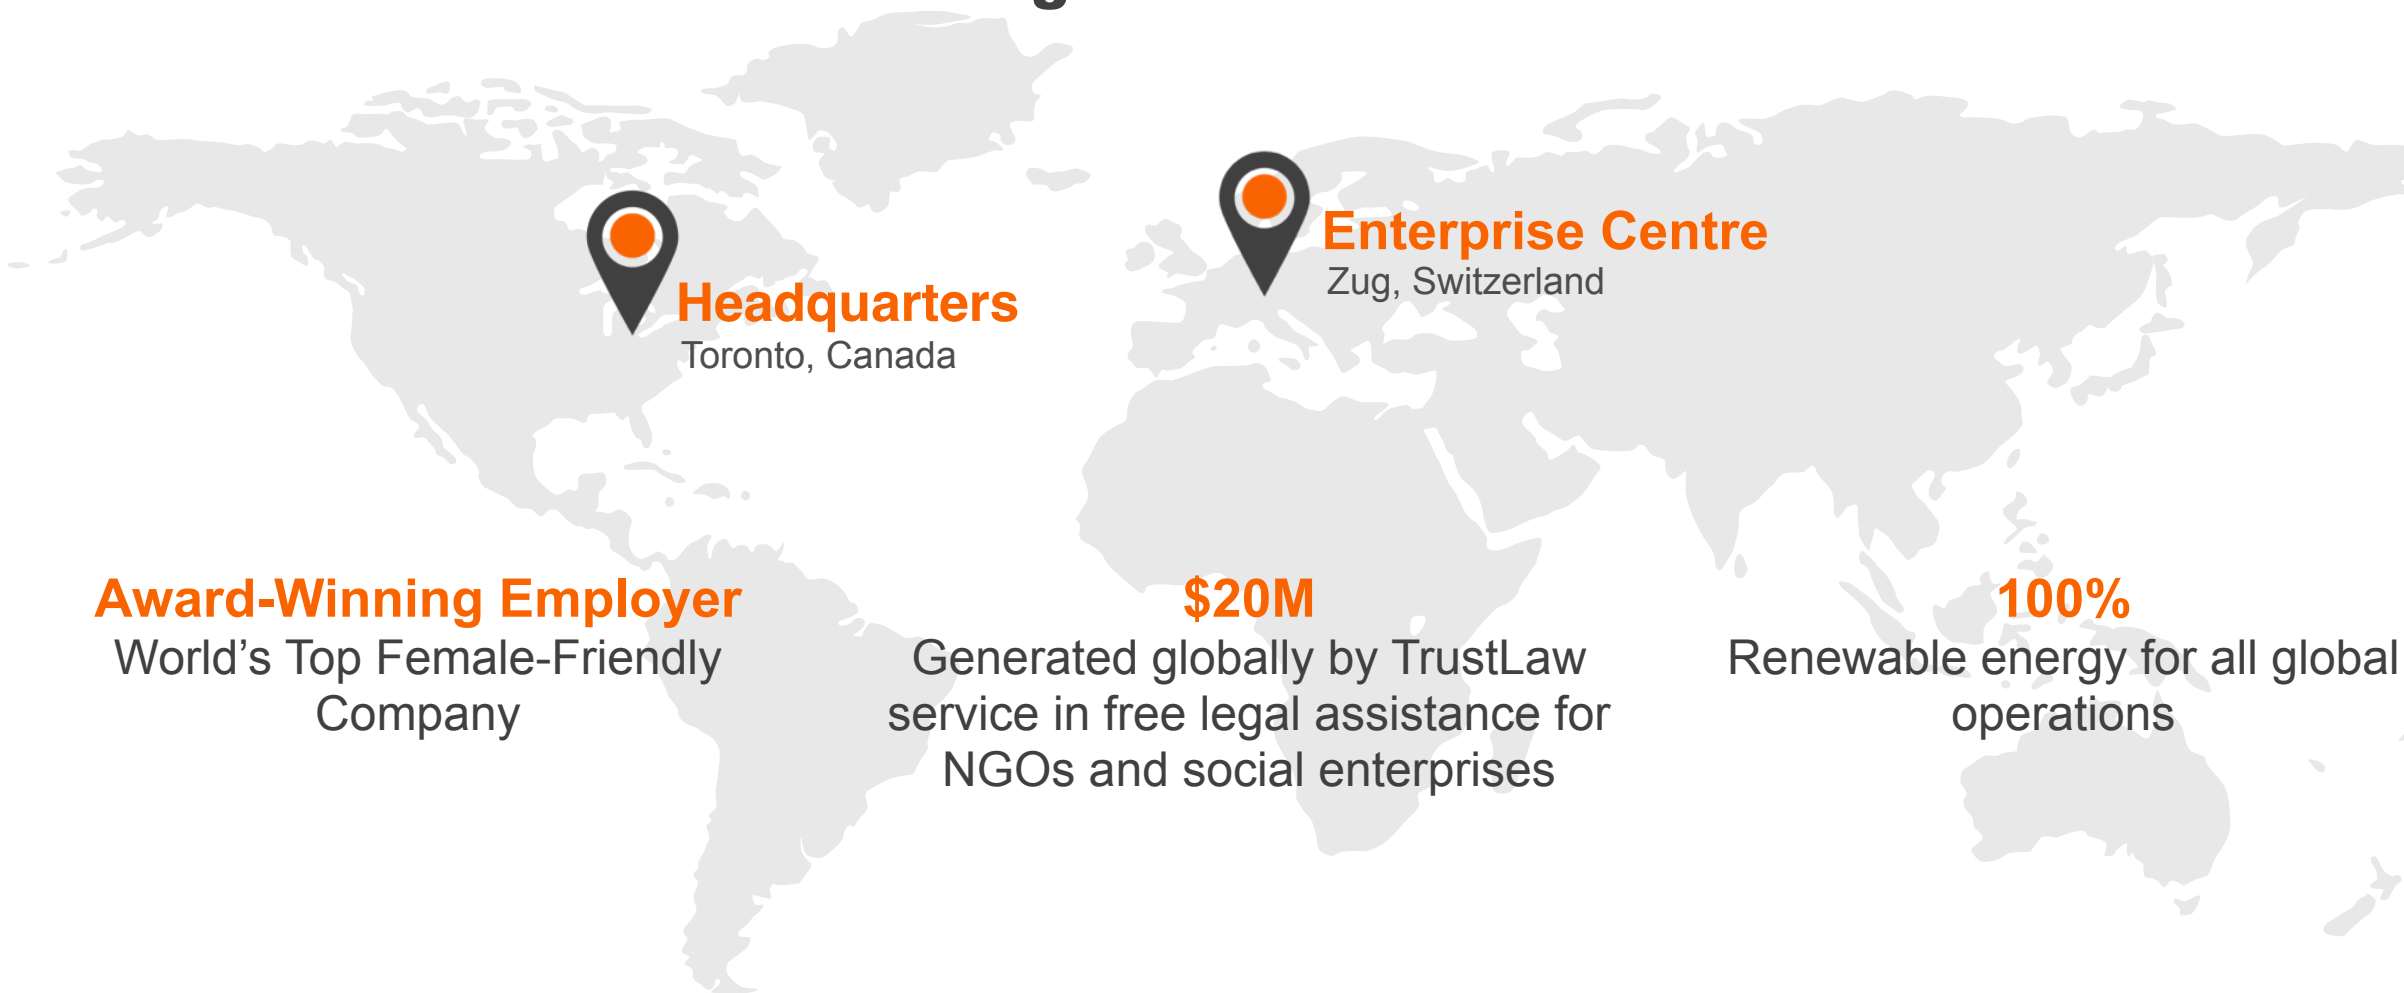 Enterprise Centre
Zug, Switzerland
Headquarters
Toronto, Canada
Award-Winning Employer
World’s Top Female-Friendly
Company
$20M
Generated globally by TrustLaw
service in free legal assistance for
NGOs and social enterprises
100%
Renewable energy for all global
operations